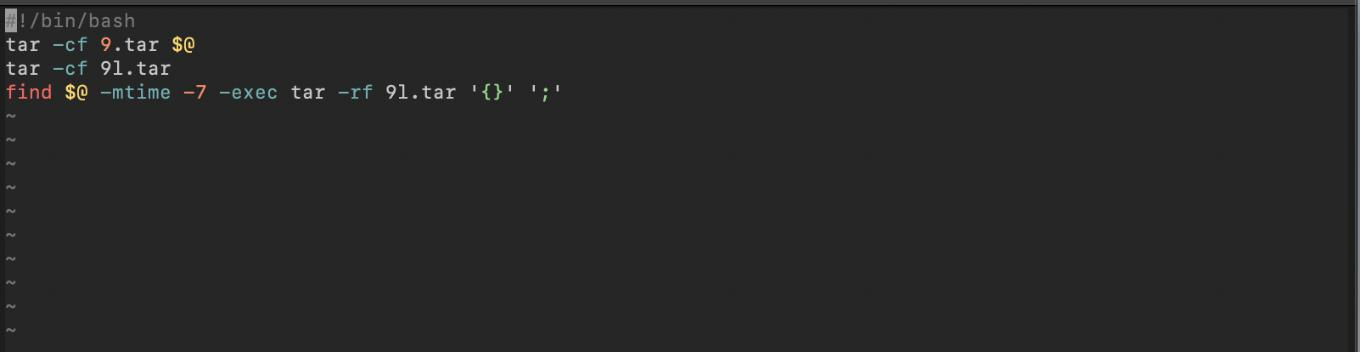 #!/bin/bash
tar -cf 9.tar $@
tar -cf 9l.tar
find $@ -mtime -7 -exec tar -rf 9l.tar '{}' ';'
~
~
~
~
~
~
~
~
~
~